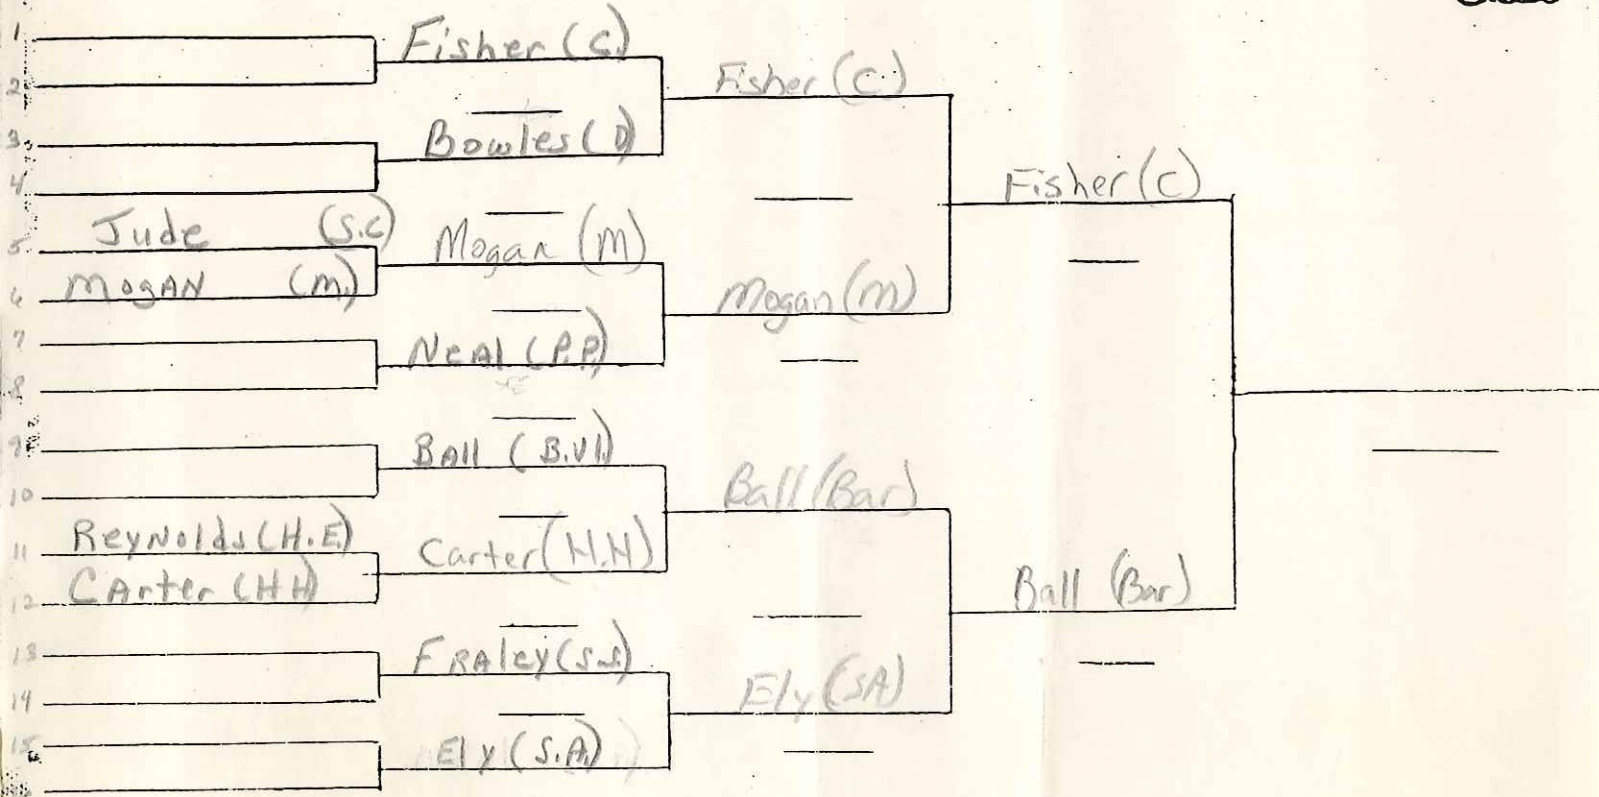 1
Fisher (C.)
2
Fisher (C.)
3
Bowles (D)
4
Fisher (C)
5 Jude (S.C)
Mogan (M)
6 MOGAN (M.)
Mogan (M)
7
Neal (P.P.)
8
9
Ball (B.VI.)
10
Ball (Bar)
11 Reynolds (H.E)
Carter (H.H)
12 Carter (HH)
Ball (Bar)
13
Fraley (S.S.)
14
Ely (SA)
15
Ely (S.A.)